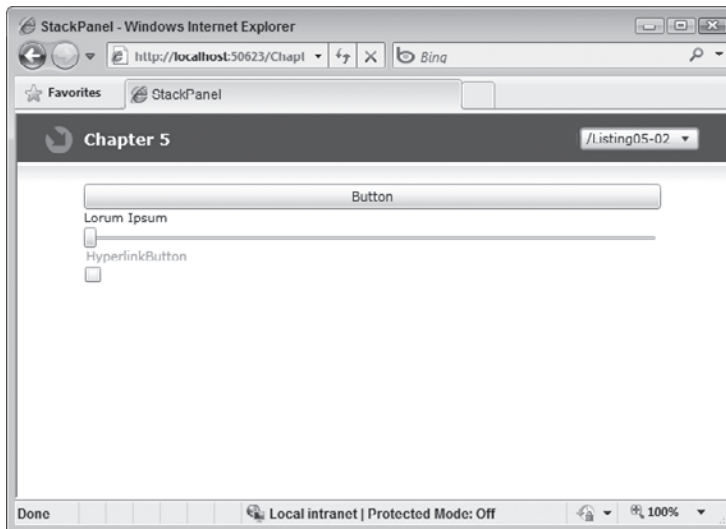 StackPanel - Windows Internet Explorer
http://localhost:50623/Chapt
Bing
Favorites
StackPanel
Chapter 5
/Listing05-02
Button
Lorum Ipsum
HyperlinkButton
Done
Local intranet | Protected Mode: Off
100%